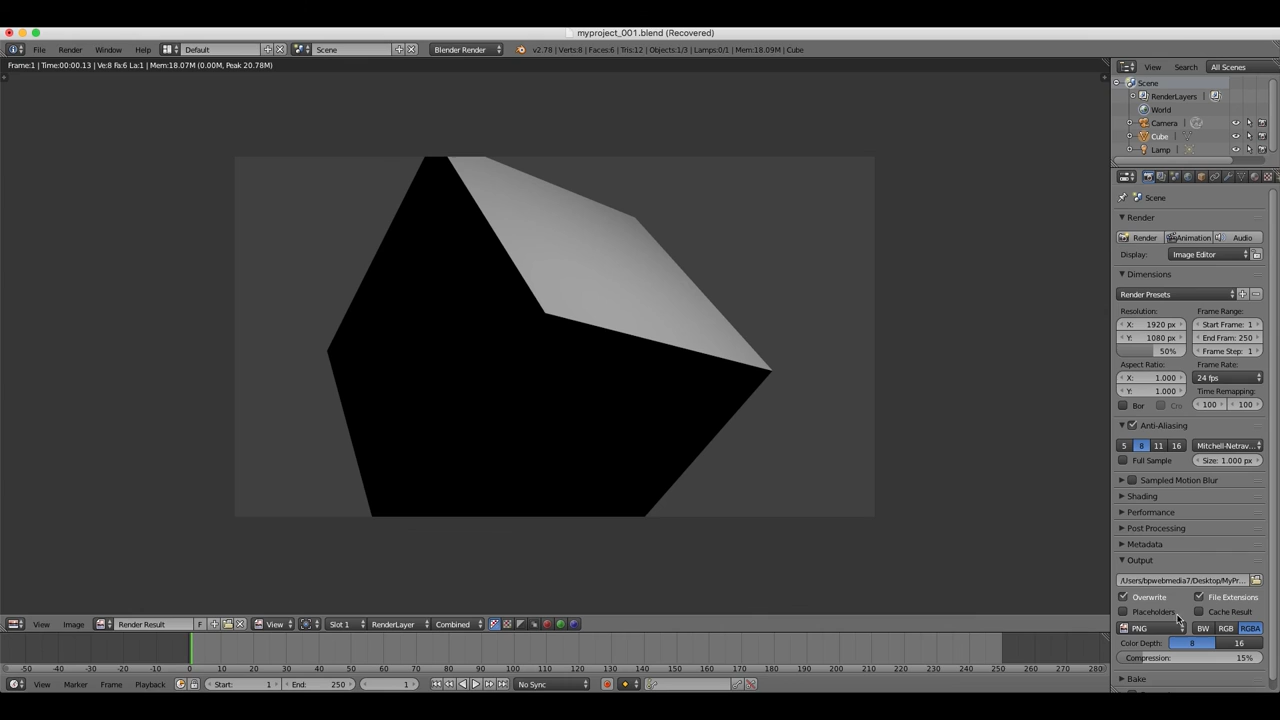 myproject_001.blend (Recovered)
File Render Window Help Default Scene Blender Render v2.78 | Verts:8 | Faces:6 | Tris:12 | Objects:1/3 | Lamps:0/1 | Mem:18.09M | Cube
Frame:1 | Time:00:00.13 | Ve:8 Fa:6 La:1 | Mem:18.07M (0.00M, Peak 20.78M)
View Search All Scenes
Scene
RenderLayers
World
Camera
Cube
Lamp
Scene
Render
Render Animation Audio
Display: Image Editor
Dimensions
Render Presets
Resolution: Frame Range:
X: 1920 px Start Frame: 1
Y: 1080 px End Fram: 250
50% Frame Step: 1
Aspect Ratio: Frame Rate:
X: 1.000 24 fps
Y: 1.000 Time Remapping:
Bor Cro 100 100
Anti-Aliasing
5 8 11 16 Mitchell-Netrav...
Full Sample Size: 1.000 px
Sampled Motion Blur
Shading
Performance
Post Processing
Metadata
Output
/Users/bpwebmedia7/Desktop/MyPr...
Overwrite File Extensions
Placeholders Cache Result
PNG BW RGB RGBA
Color Depth: 8 16
Compression: 15%
Bake
View Image Render Result F View Slot 1 RenderLayer Combined
-50 -40 -30 -20 -10 0 10 20 30 40 50 60 70 80 90 100 110 120 130 140 150 160 170 180 190 200 210 220 230 240 250 260 270 280
View Marker Frame Playback Start: 1 End: 250 1 No Sync